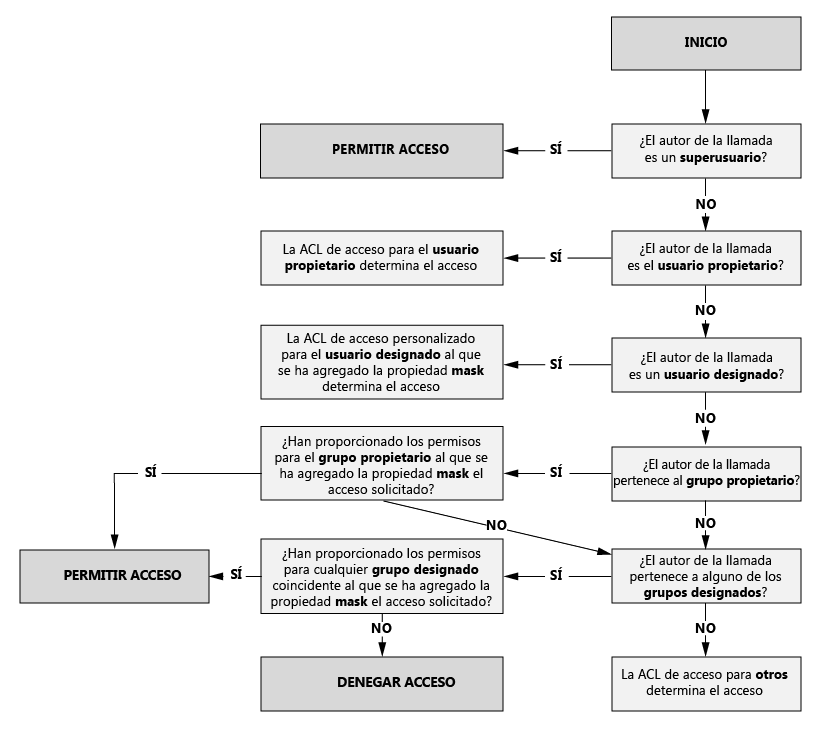 INICIO
¿El autor de la llamada
es un superusuario?
SÍ
PERMITIR ACCESO
NO
¿El autor de la llamada
es el usuario propietario?
SÍ
La ACL de acceso para el usuario
propietario determina el acceso
NO
¿El autor de la llamada
es un usuario designado?
SÍ
La ACL de acceso personalizado
para el usuario designado al que
se ha agregado la propiedad mask
determina el acceso
NO
¿El autor de la llamada
pertenece al grupo propietario?
SÍ
¿Han proporcionado los permisos
para el grupo propietario al que se
ha agregado la propiedad mask el
acceso solicitado?
SÍ
PERMITIR ACCESO
NO
NO
¿El autor de la llamada
pertenece a alguno de los
grupos designados?
SÍ
¿Han proporcionado los permisos
para cualquier grupo designado
coincidente al que se ha agregado la
propiedad mask el acceso solicitado?
SÍ
NO
DENEGAR ACCESO
NO
La ACL de acceso para otros
determina el acceso